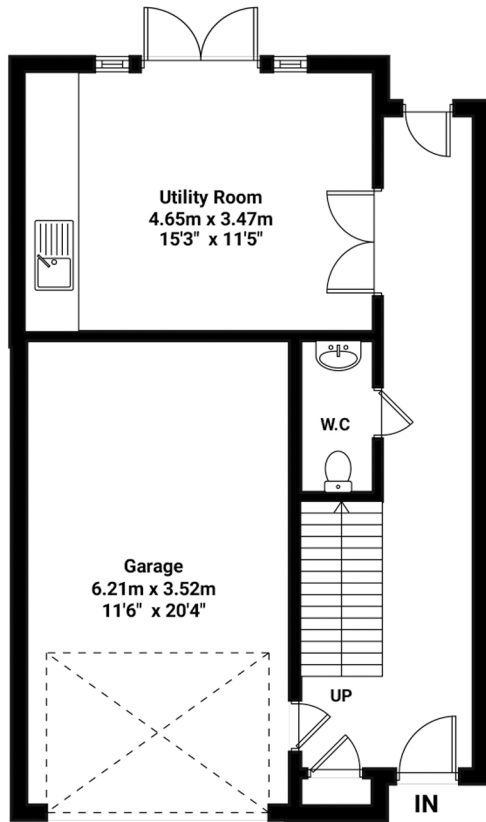 Utility Room
4.65m x 3.47m
15'3" x 11'5"
W.C
Garage
6.21m x 3.52m
11'6" x 20'4"
UP
IN